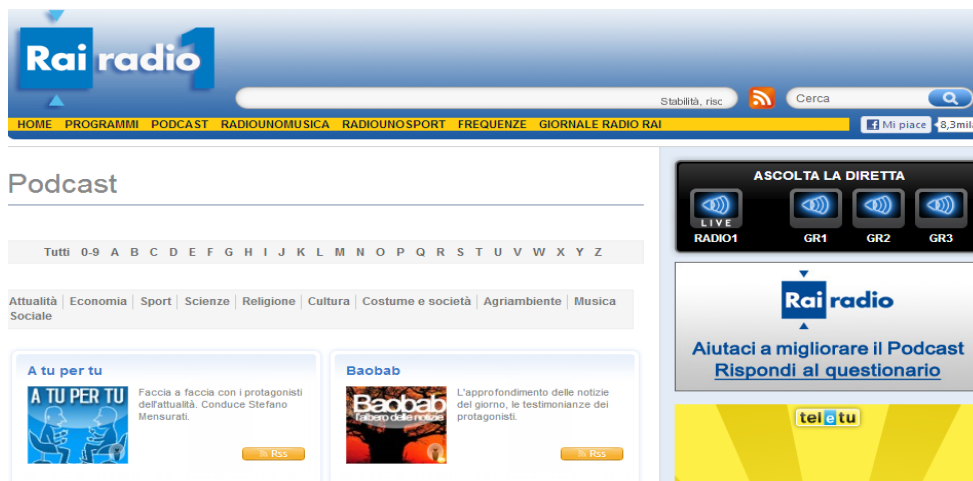 Rai radio 1
Stabilità, risc
Cerca
HOME PROGRAMMI PODCAST RADIOUNOMUSICA RADIOUNOSPORT FREQUENZE GIORNALE RADIO RAI
Mi piace 8,3mila
Podcast
Tutti 0-9 A B C D E F G H I J K L M N O P Q R S T U V W X Y Z
Attualità Economia Sport Scienze Religione Cultura Costume e società Agriambiente Musica
Sociale
A tu per tu
A TU PER TU
Faccia a faccia con i protagonisti
dell'attualità. Conduce Stefano
Mensurati.
Rss
Baobab
Baobab
l'albero delle notizie
L'approfondimento delle notizie
del giorno, le testimonianze dei
protagonisti.
Rss
ASCOLTA LA DIRETTA
LIVE
RADIO1 GR1 GR2 GR3
Rai radio
Aiutaci a migliorare il Podcast
Rispondi al questionario
teletu